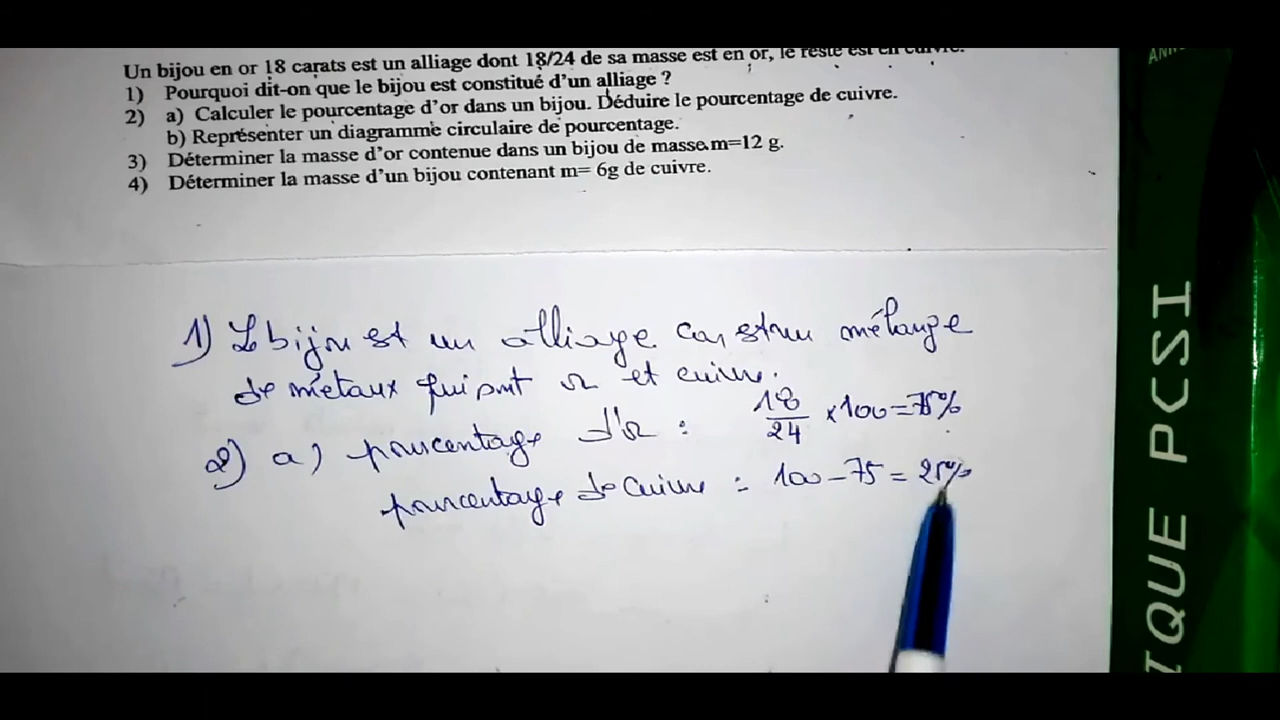 Un bijou en or 18 carats est un alliage dont 18/24 de sa masse est en or, le reste est en cuivre.
1) Pourquoi dit-on que le bijou est constitué d'un alliage ?
2) a) Calculer le pourcentage d'or dans un bijou. Déduire le pourcentage de cuivre.
b) Représenter un diagramme circulaire de pourcentage.
3) Déterminer la masse d'or contenue dans un bijou de masse m=12 g.
4) Déterminer la masse d'un bijou contenant m= 6g de cuivre.
1) Le bijou est un alliage car est un mélange
de métaux qui sont or et cuivre.
2) a) pourcentage d'or : 18/24 ×100=75%
pourcentage de Cuivre : 100-75 = 25%
ANN
IQUE PCSI